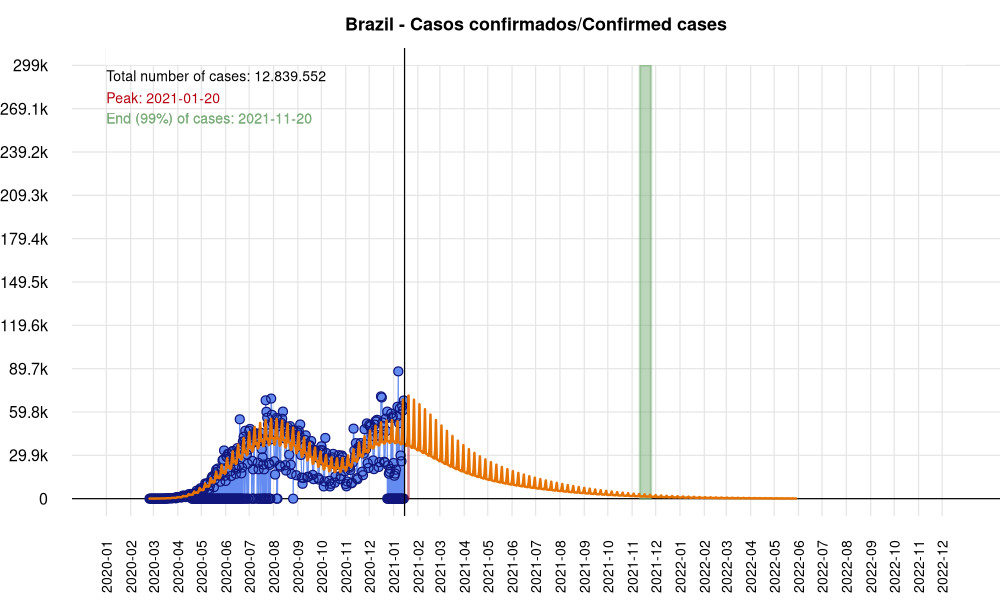 Brazil - Casos confirmados/Confirmed cases
Total number of cases: 12.839.552
Peak: 2021-01-20
End (99%) of cases: 2021-11-20
299k
269.1k
239.2k
209.3k
179.4k
149.5k
119.6k
89.7k
59.8k
29.9k
0
2020-01
2020-02
2020-03
2020-04
2020-05
2020-06
2020-07
2020-08
2020-09
2020-10
2020-11
2020-12
2021-01
2021-02
2021-03
2021-04
2021-05
2021-06
2021-07
2021-08
2021-09
2021-10
2021-11
2021-12
2022-01
2022-02
2022-03
2022-04
2022-05
2022-06
2022-07
2022-08
2022-09
2022-10
2022-11
2022-12